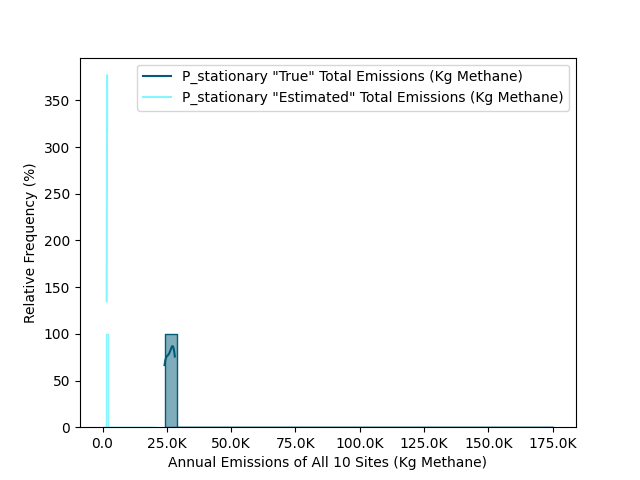 P_stationary "True" Total Emissions (Kg Methane)
P_stationary "Estimated" Total Emissions (Kg Methane)
350
300
250
200
150
100
50
0
Relative Frequency (%)
0.0 25.0K 50.0K 75.0K 100.0K 125.0K 150.0K 175.0K
Annual Emissions of All 10 Sites (Kg Methane)